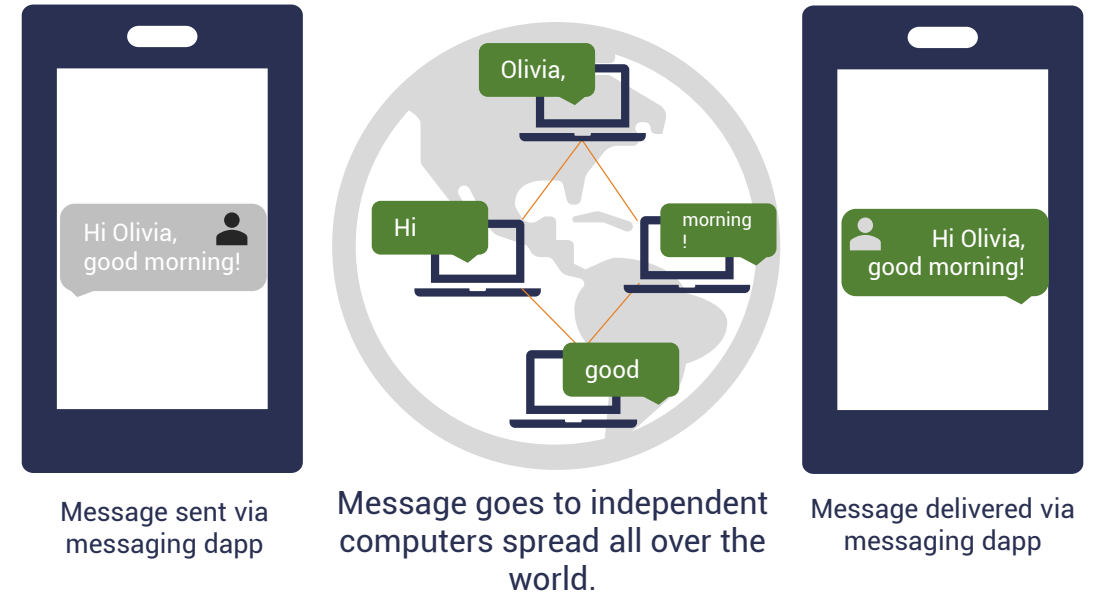 Hi Olivia,
good morning!
Message sent via
messaging dapp
Olivia,
Hi
morning
!
good
Message goes to independent
computers spread all over the
world.
Hi Olivia,
good morning!
Message delivered via
messaging dapp